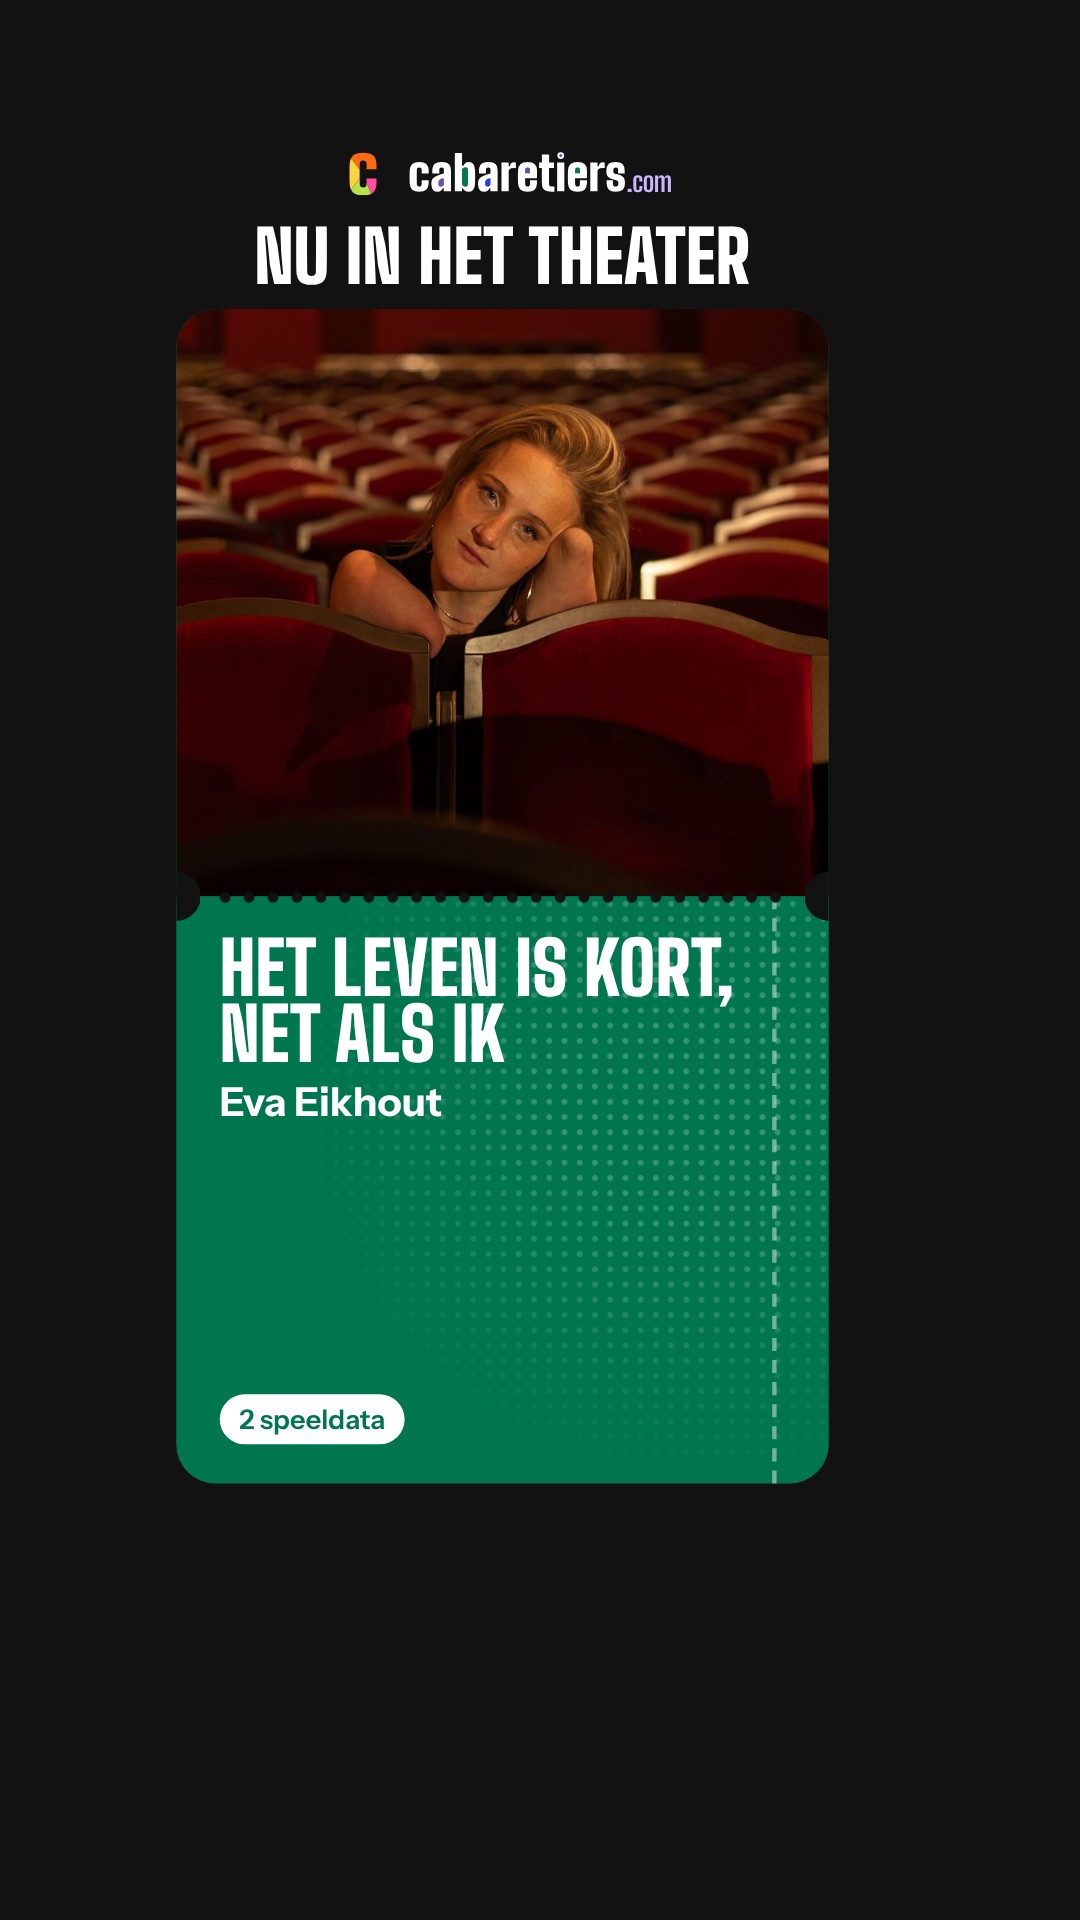 cabaretiers.com
NU IN HET THEATER
HET LEVEN IS KORT,
NET ALS IK
Eva Eikhout
2 speeldata